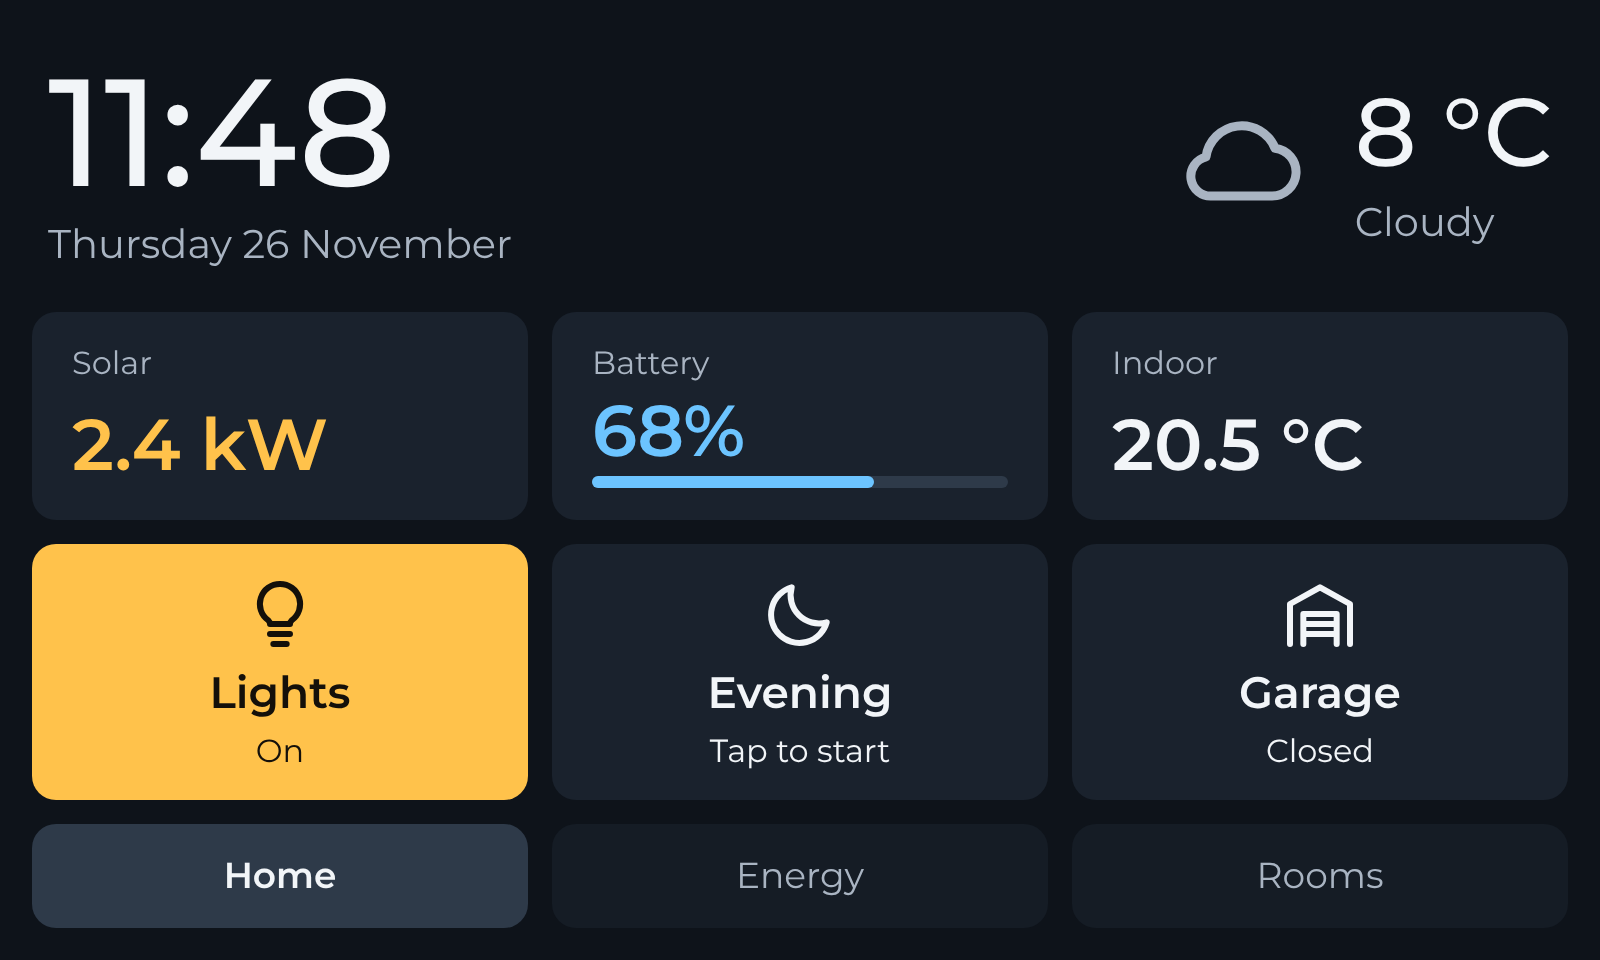 11:48
Thursday 26 November
8 °C
Cloudy
Solar
2.4 kW
Battery
68%
Indoor
20.5 °C
Lights
On
Evening
Tap to start
Garage
Closed
Home
Energy
Rooms